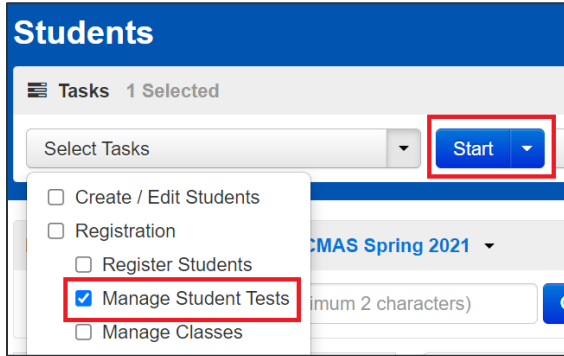 Students
Tasks 1 Selected
Select Tasks
Start
Create / Edit Students
Registration
CMAS Spring 2021
Register Students
Manage Student Tests
imum 2 characters)
Manage Classes